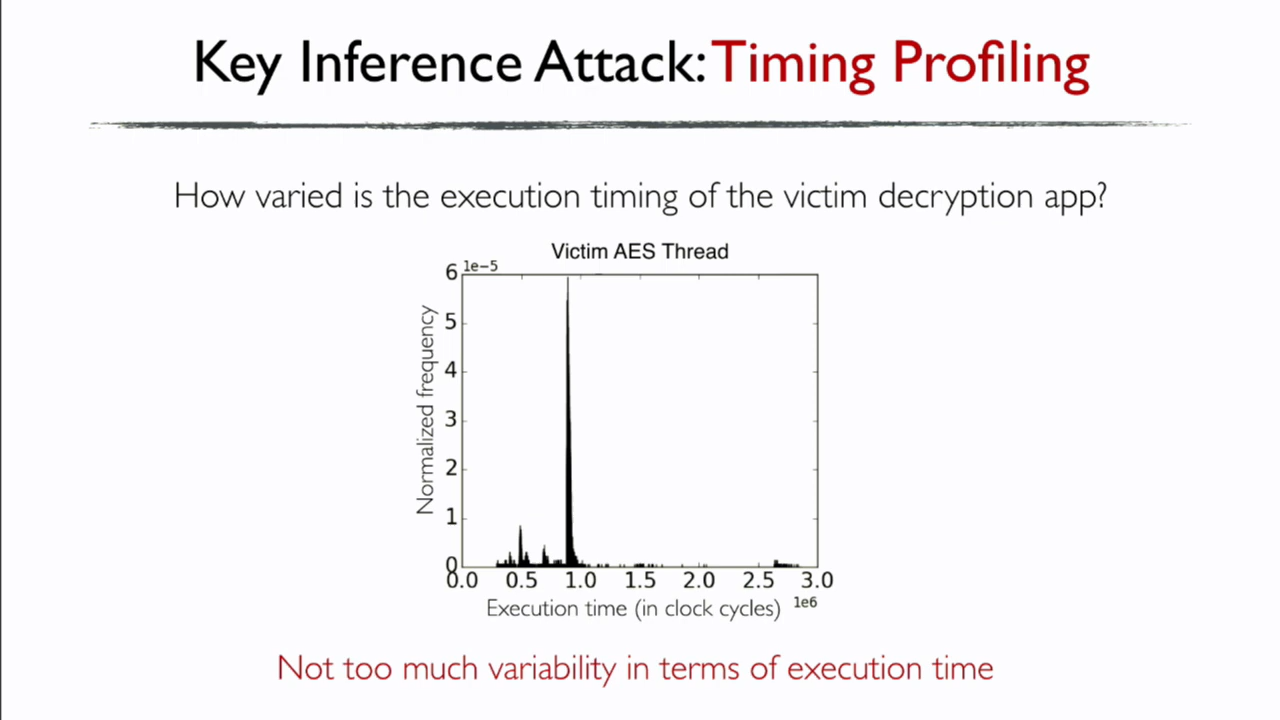 Key Inference Attack: Timing Profiling
How varied is the execution timing of the victim decryption app?
Victim AES Thread
1e−5
6
5
4
3
2
1
0
Normalized frequency
0.0 0.5 1.0 1.5 2.0 2.5 3.0
Execution time (in clock cycles) 1e6
Not too much variability in terms of execution time